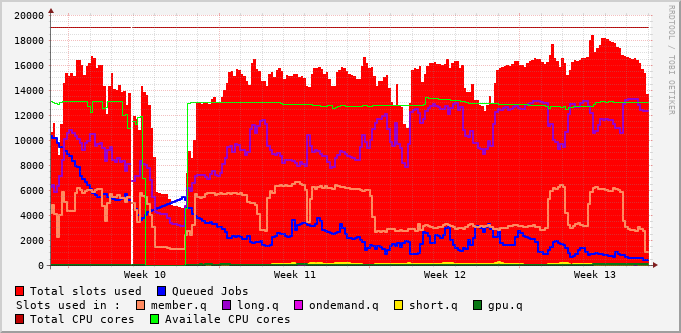 20000
18000
16000
14000
12000
10000
8000
6000
4000
2000
0
Week 10 Week 11 Week 12 Week 13
RRDTOOL / TOBI OETIKER
Total slots used Queued Jobs
Slots used in : member.q long.q ondemand.q short.q gpu.q
Total CPU cores Availale CPU cores